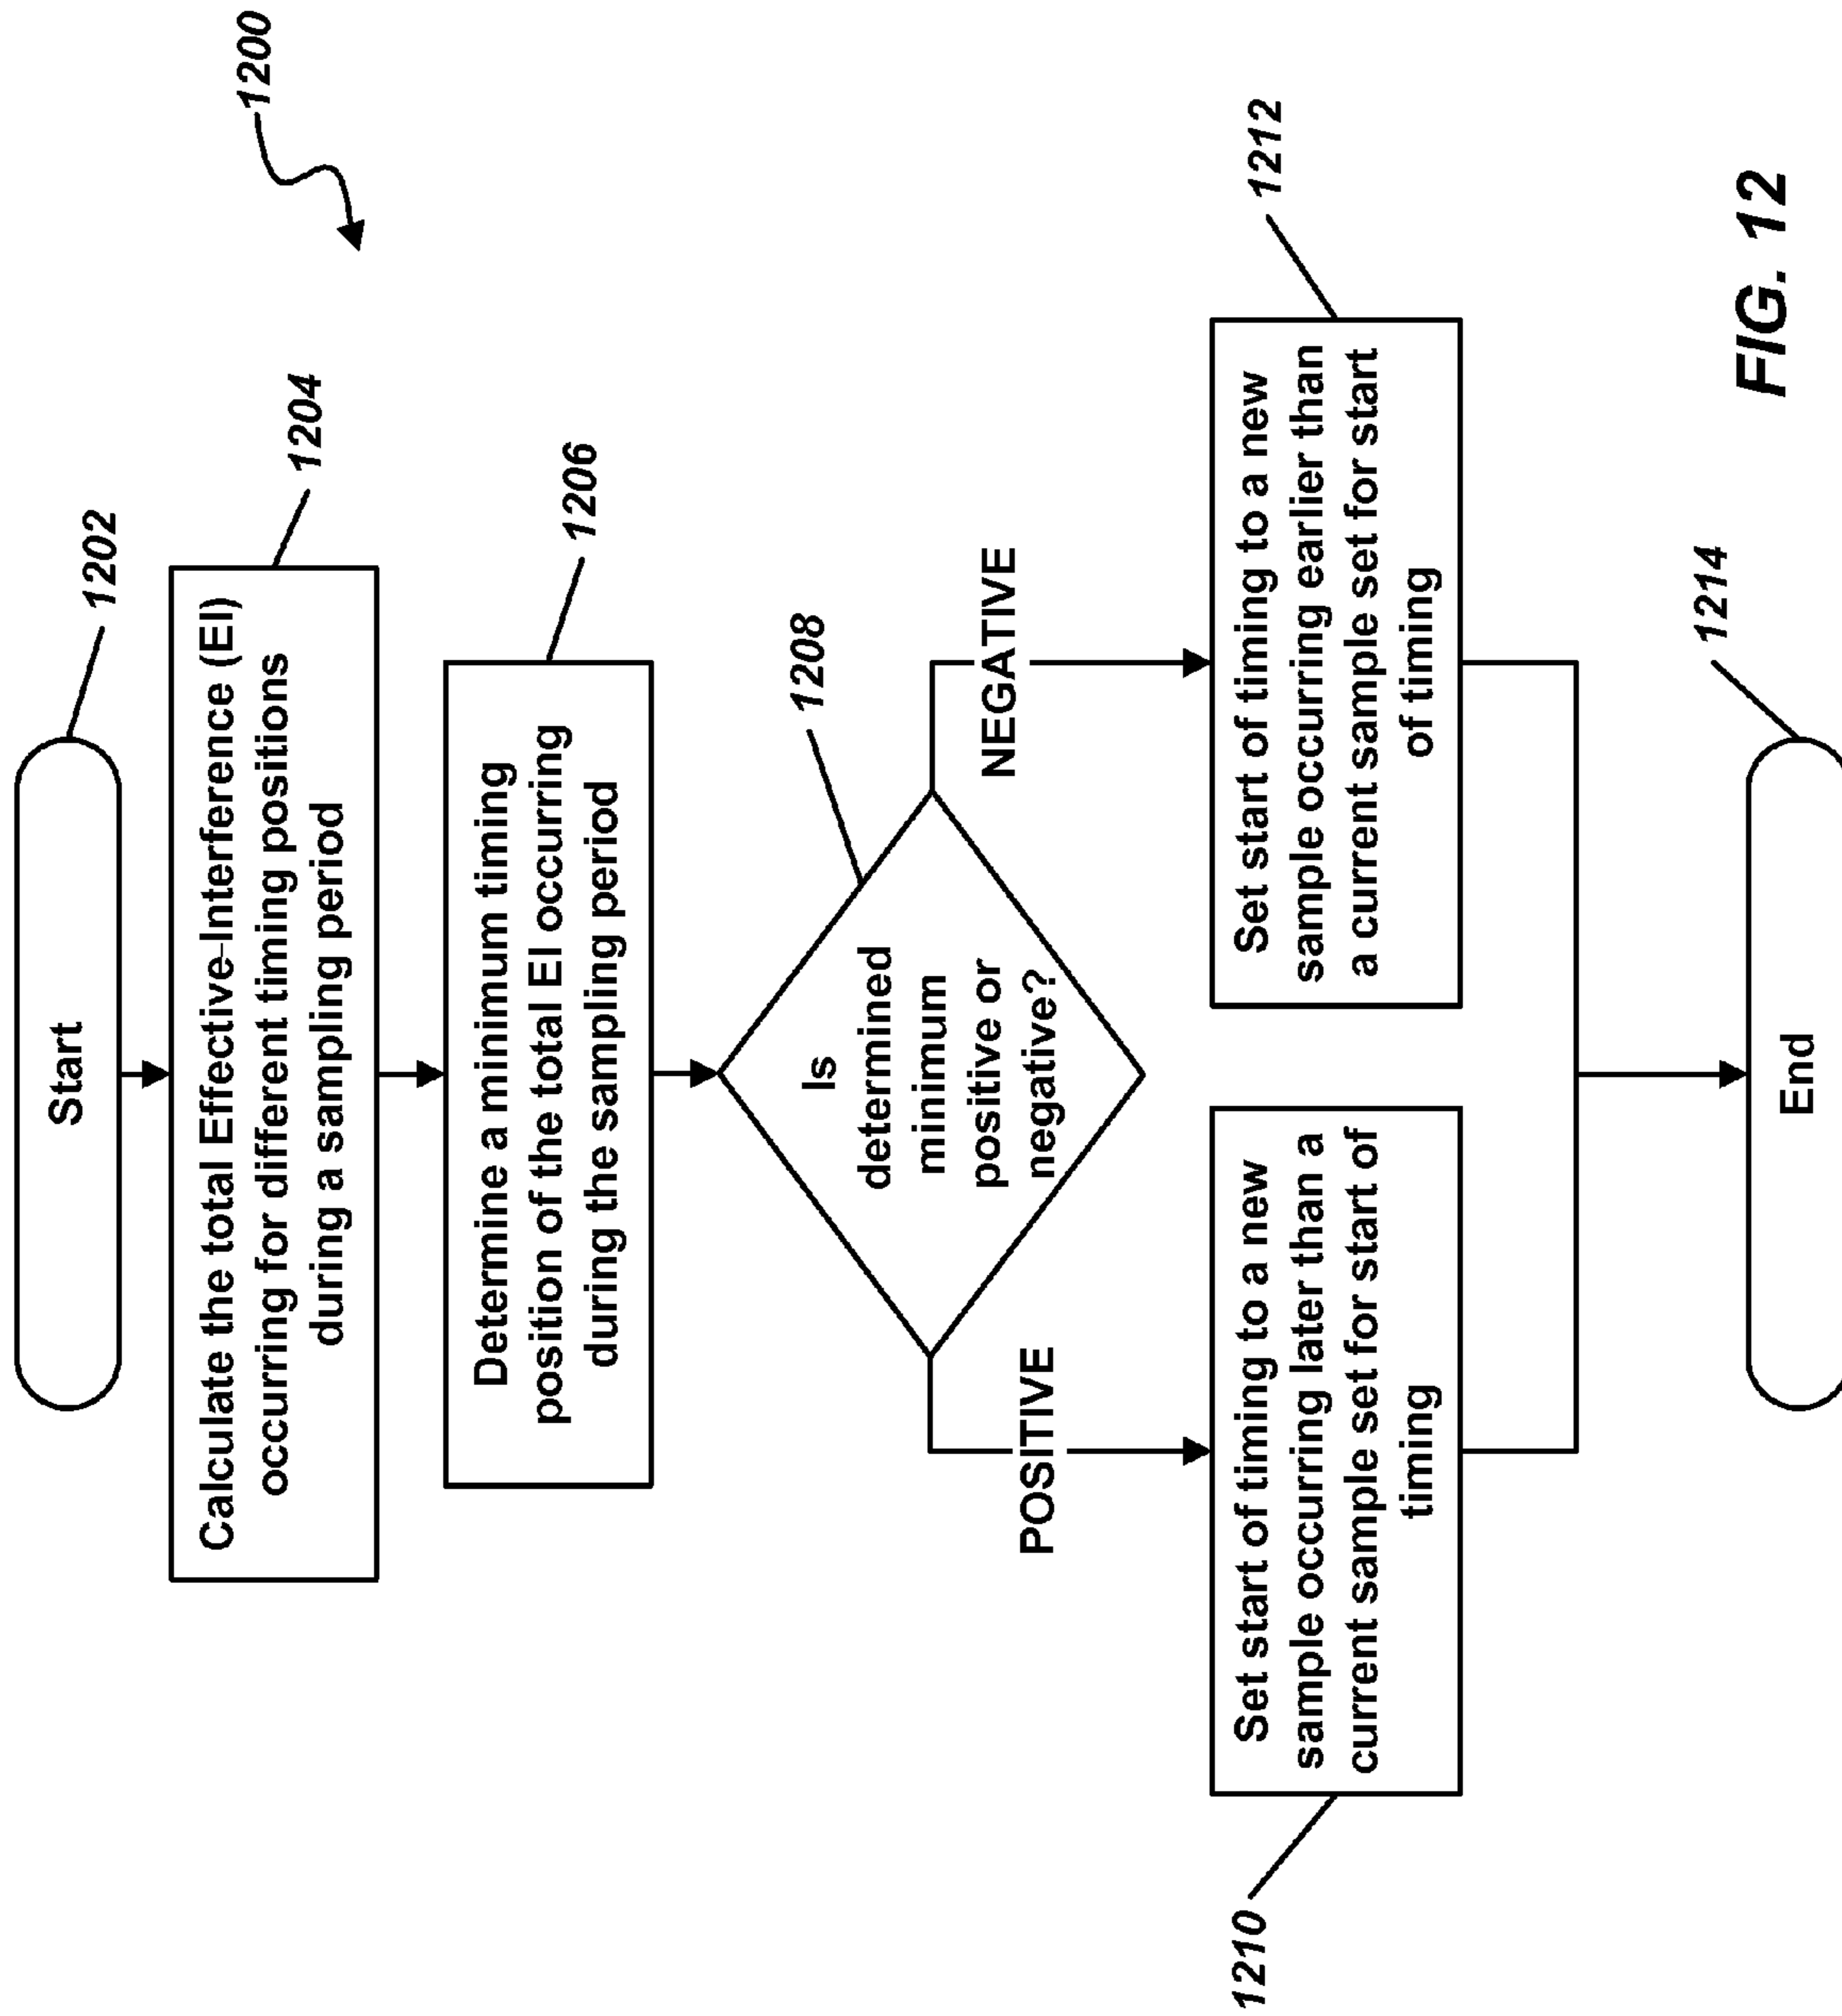 1200
Start
1202
Calculate the total Effective-Interference (EI)
occurring for different timing positions
during a sampling period
1204
Determine a minimum timing
position of the total EI occurring
during the sampling period
1206
Is
determined
minimum
positive or
negative?
1208
POSITIVE
NEGATIVE
1210
Set start of timing to a new
sample occurring later than a
current sample set for start of
timing
Set start of timing to a new
sample occurring earlier than
a current sample set for start
of timing
1212
End
1214
FIG. 12